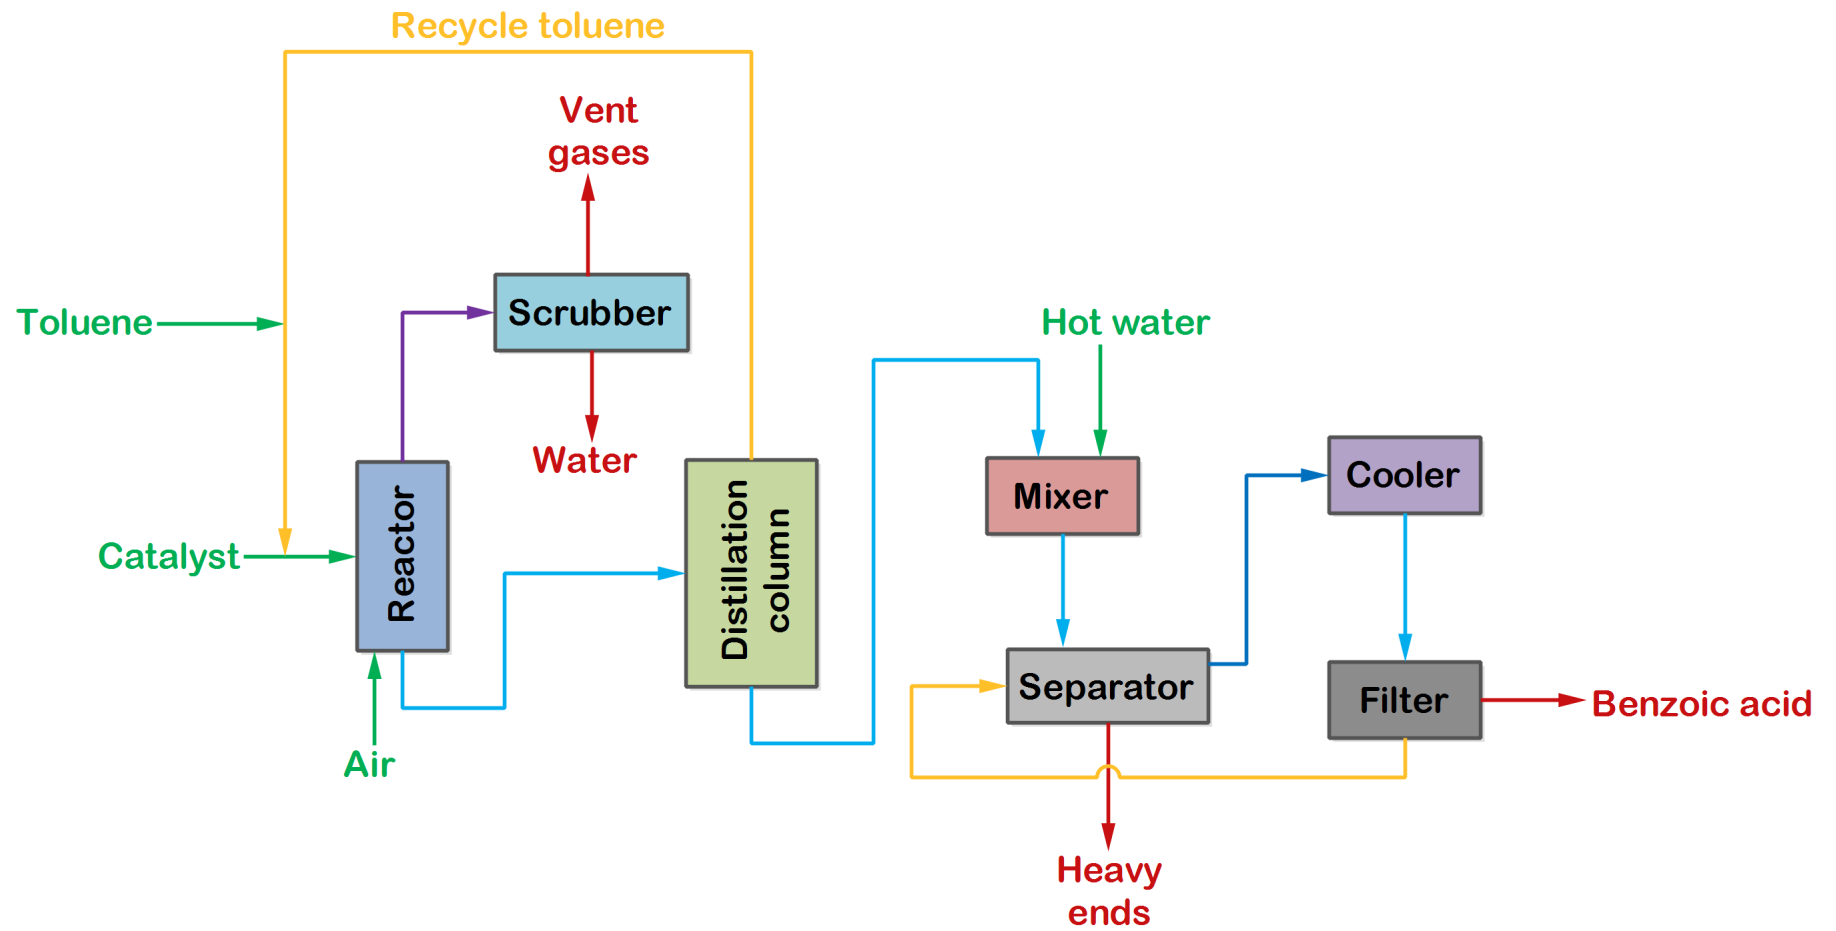 Recycle toluene
Vent
gases
Scrubber
Toluene
Hot water
Water
Cooler
Mixer
Catalyst
Reactor
Distillation
column
Separator
Filter
Benzoic acid
Air
Heavy
ends